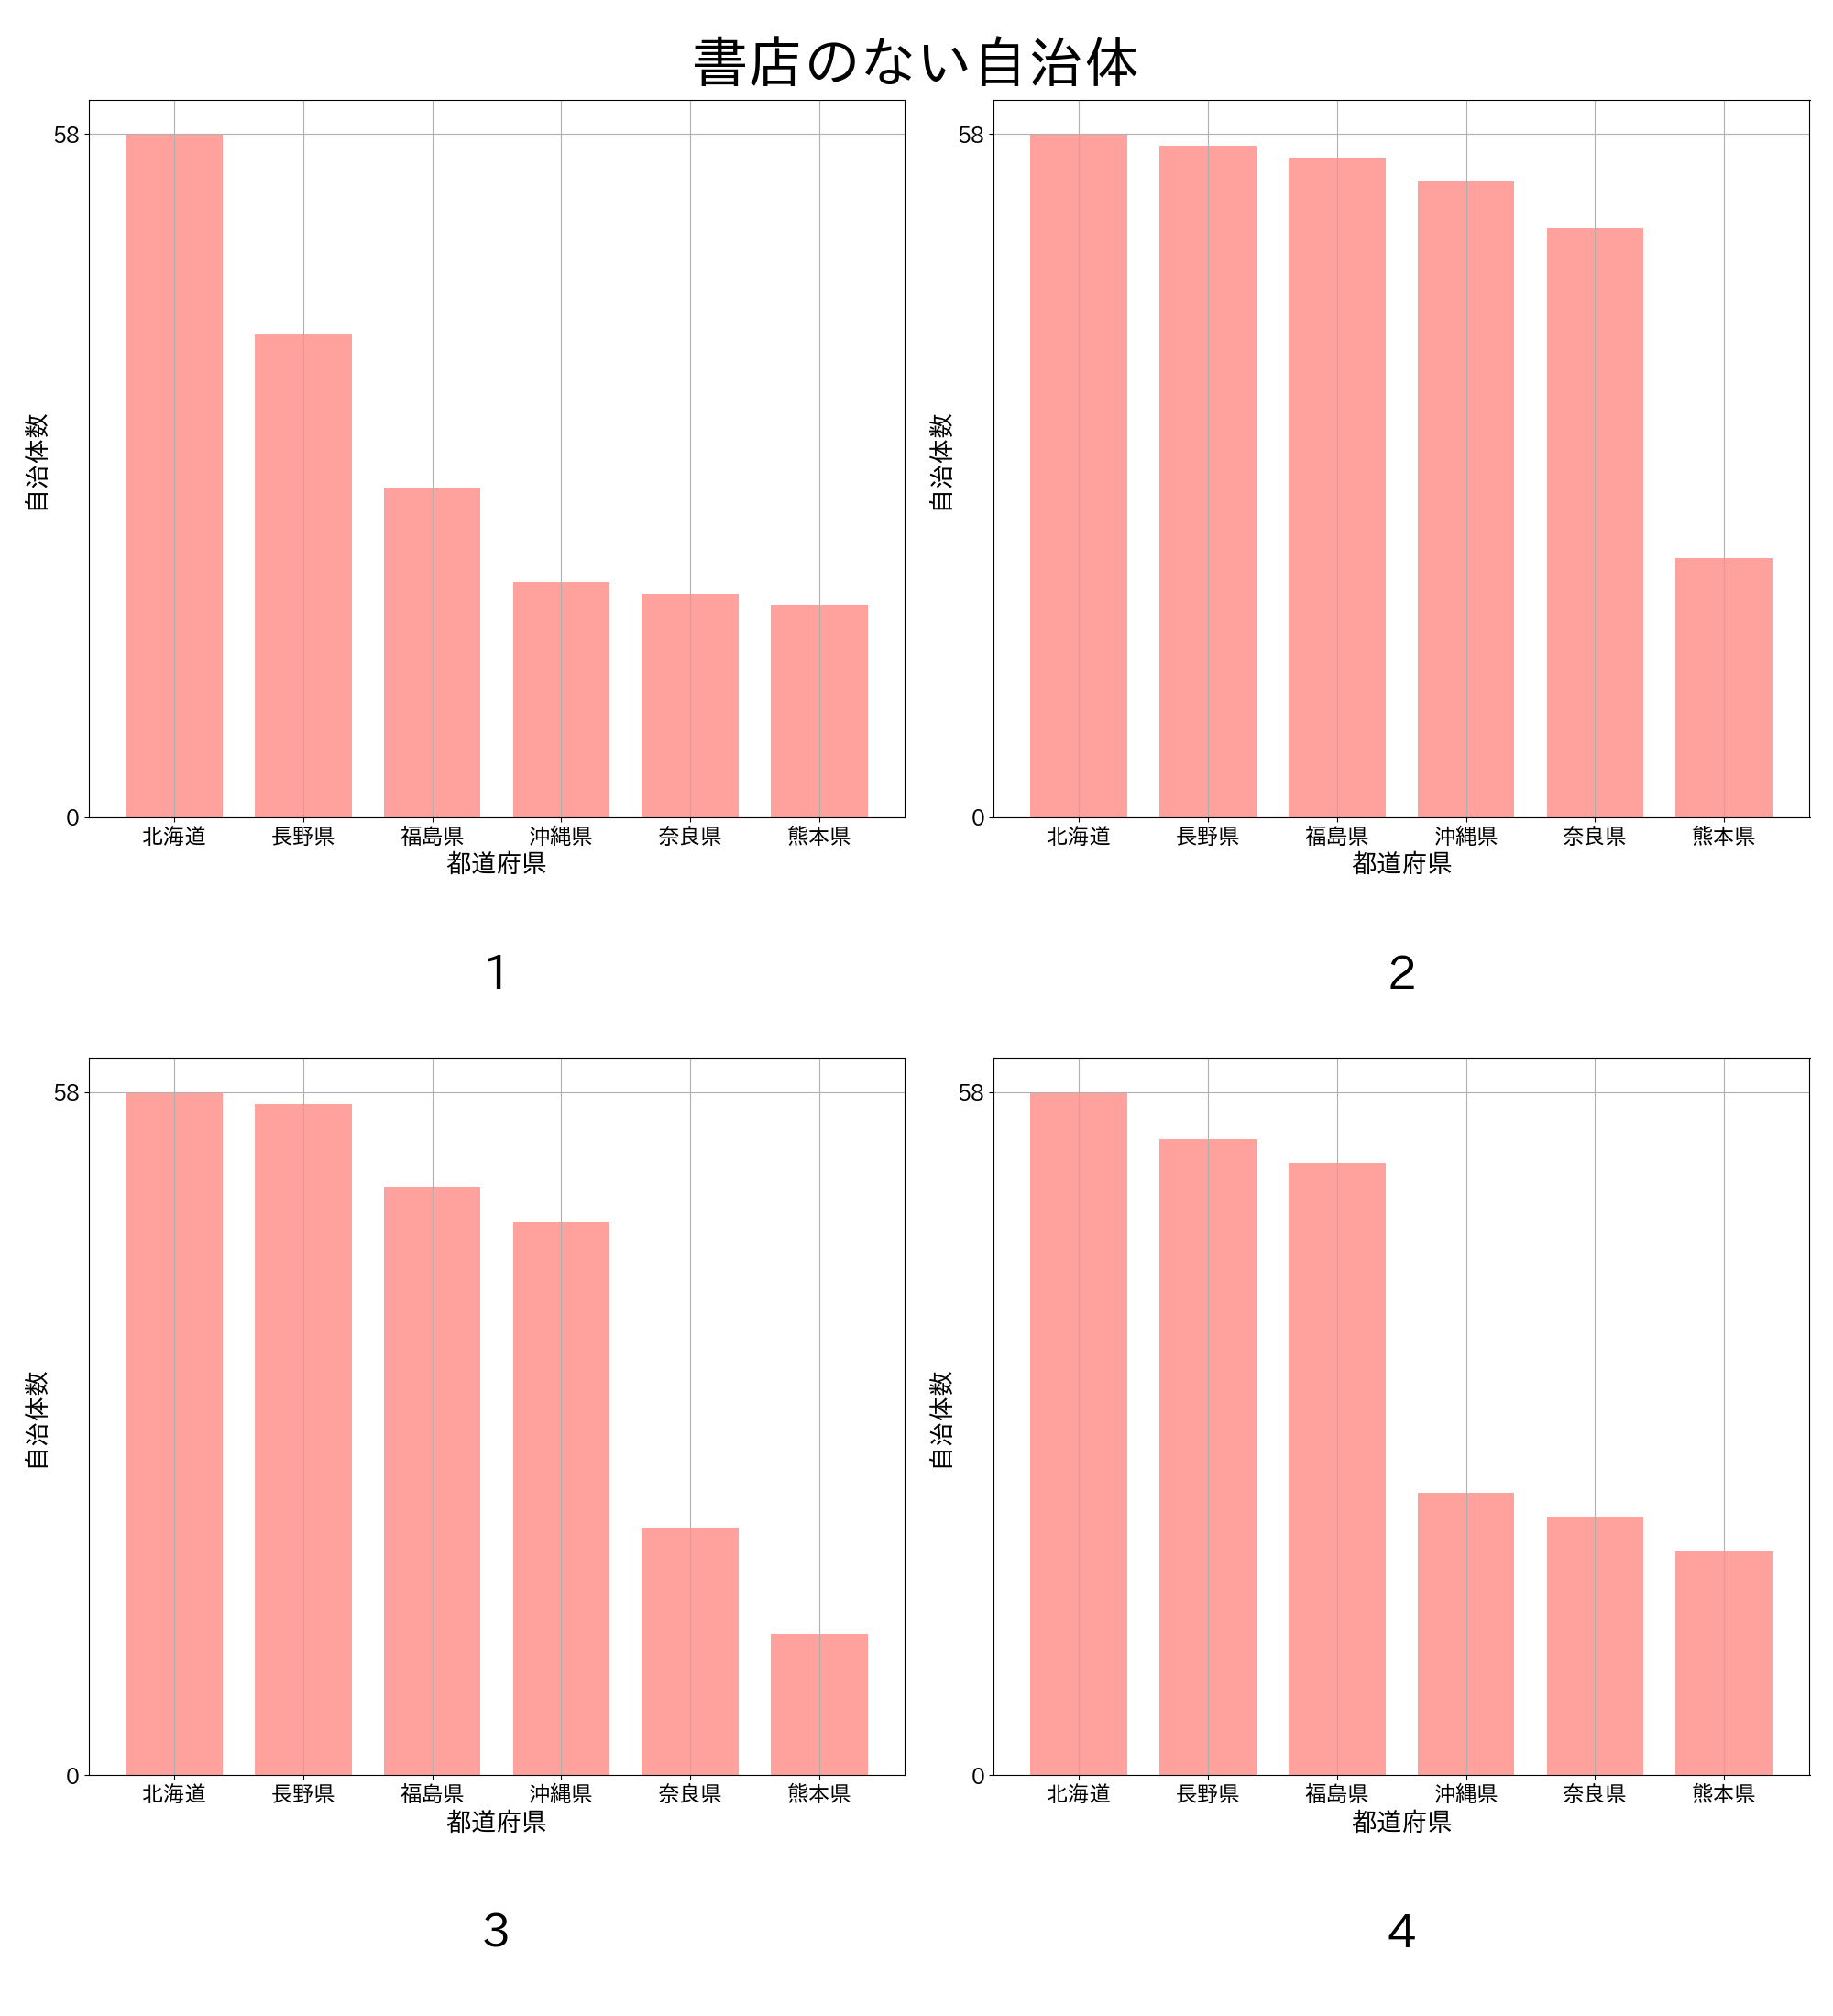 書店のない自治体
58
0
自治体数
北海道 長野県 福島県 沖縄県 奈良県 熊本県
都道府県
1
58
0
自治体数
北海道 長野県 福島県 沖縄県 奈良県 熊本県
都道府県
2
58
0
自治体数
北海道 長野県 福島県 沖縄県 奈良県 熊本県
都道府県
3
58
0
自治体数
北海道 長野県 福島県 沖縄県 奈良県 熊本県
都道府県
4